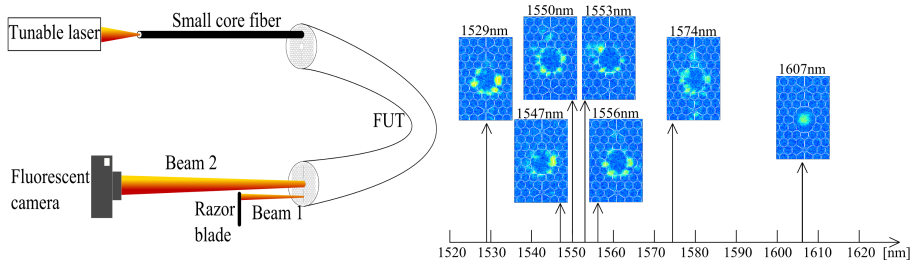 Small core fiber
Tunable laser
FUT
Beam 2
Fluorescent
camera
Razor
blade
Beam 1
1529nm
1550nm
1553nm
1574nm
1607nm
1547nm
1556nm
1520 1530 1540 1550 1560 1570 1580 1590 1600 1610 1620 [nm]